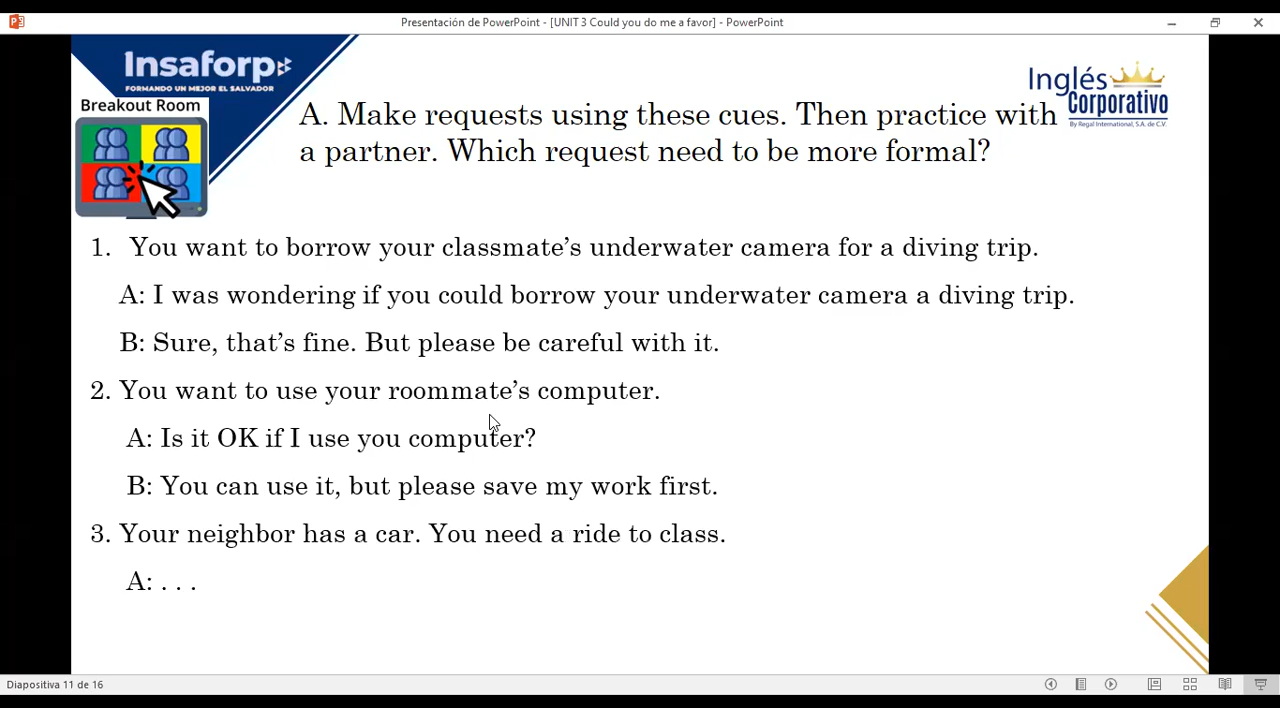 Presentación de PowerPoint - [UNIT 3 Could you do me a favor] - PowerPoint
Insaforp
FORMANDO UN MEJOR EL SALVADOR
Breakout Room
Inglés
Corporativo
By Regal International, S.A. de C.V.
A. Make requests using these cues. Then practice with
a partner. Which request need to be more formal?
1. You want to borrow your classmate's underwater camera for a diving trip.
A: I was wondering if you could borrow your underwater camera a diving trip.
B: Sure, that's fine. But please be careful with it.
2. You want to use your roommate's computer.
A: Is it OK if I use you computer?
B: You can use it, but please save my work first.
3. Your neighbor has a car. You need a ride to class.
A: . . .
Diapositiva 11 de 16